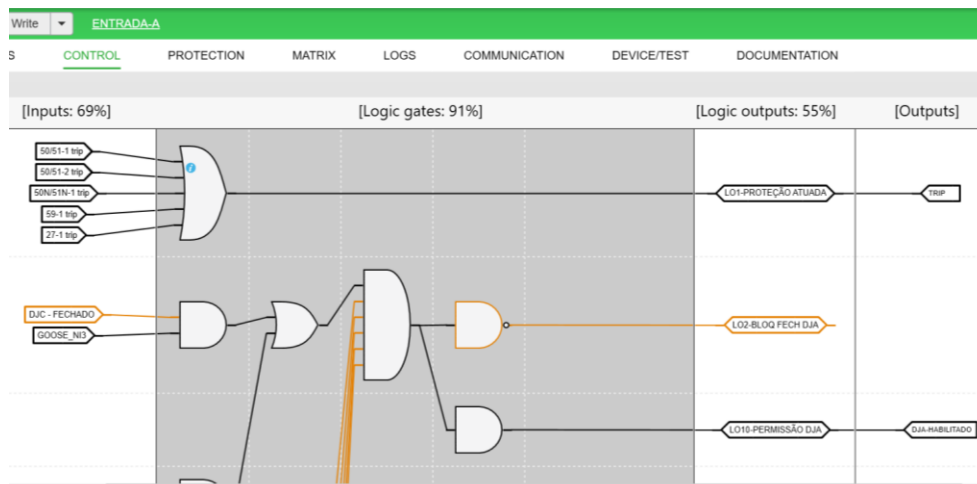 Write
ENTRADA-A
S
CONTROL
PROTECTION
MATRIX
LOGS
COMMUNICATION
DEVICE/TEST
DOCUMENTATION
[Inputs: 69%]
[Logic gates: 91%]
[Logic outputs: 55%]
[Outputs]
50/51-1 trip
50/51-2 trip
50N/51N-1 trip
59-1 trip
27-1 trip
i
LO1-PROTEÇÃO ATUADA
TRIP
DJC - FECHADO
GOOSE_NI3
LO2-BLOQ FECH DJA
LO10-PERMISSÃO DJA
DJA-HABILITADO